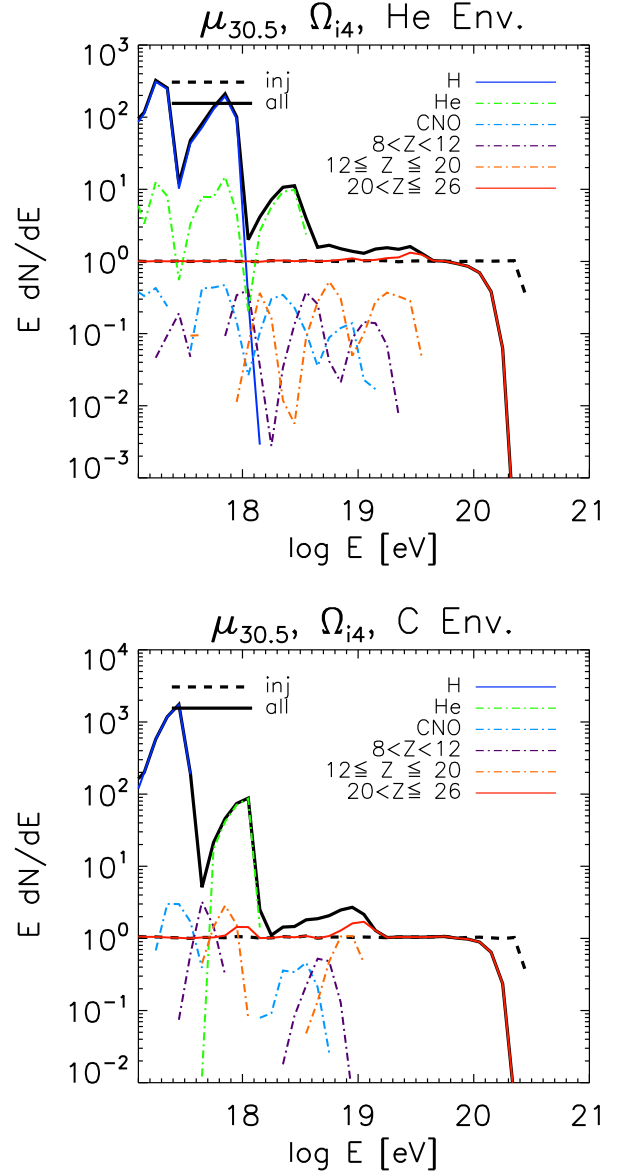 μ30.5, Ωi4, He Env.
inj
all
H
He
CNO
8<Z<12
12≦ Z ≦ 20
20<Z≦ 26
10^3
10^2
10^1
10^0
10^-1
10^-2
10^-3
E dN/dE
18 19 20 21
log E [eV]
μ30.5, Ωi4, C Env.
inj
all
H
He
CNO
8<Z<12
12≦ Z ≦ 20
20<Z≦ 26
10^4
10^3
10^2
10^1
10^0
10^-1
10^-2
E dN/dE
18 19 20 21
log E [eV]